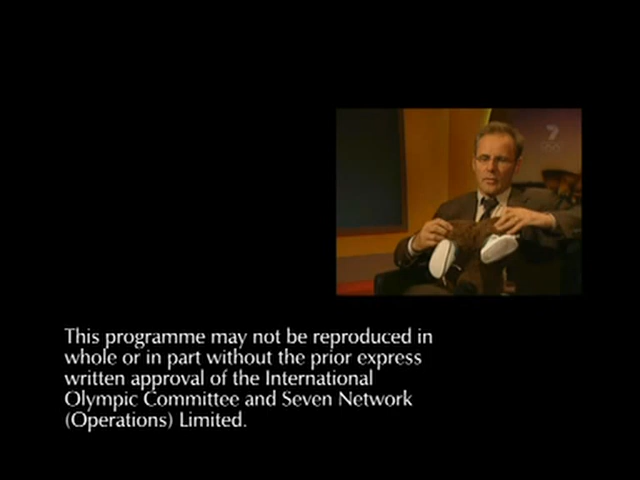 7
This programme may not be reproduced in
whole or in part without the prior express
written approval of the International
Olympic Committee and Seven Network
(Operations) Limited.